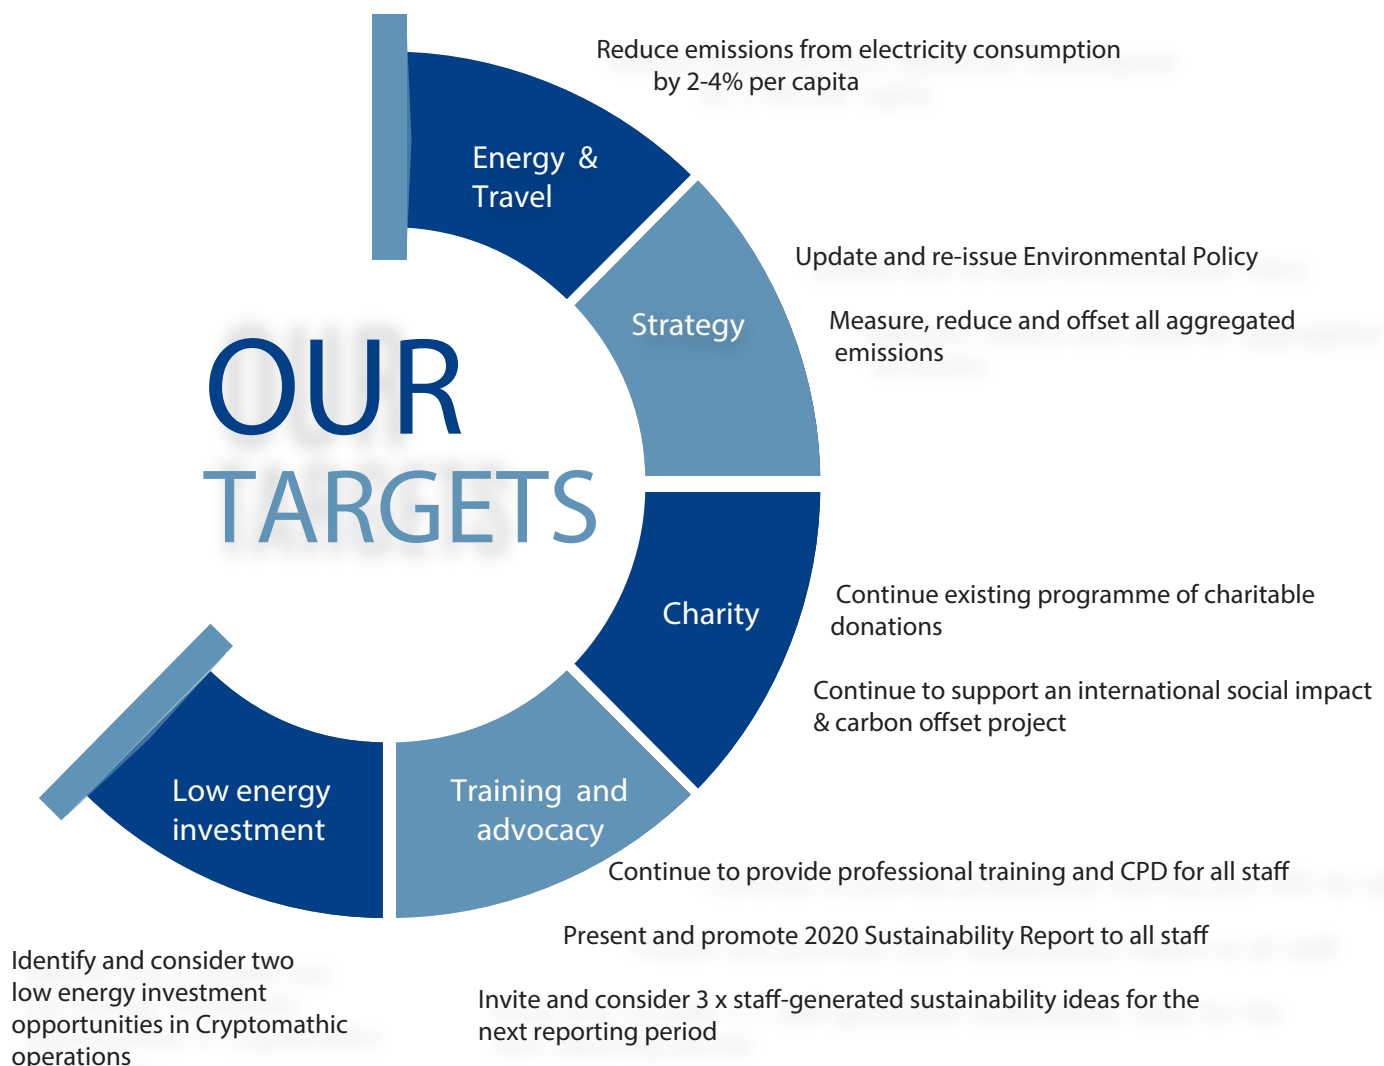 OUR
TARGETS
Energy & 
Travel
Reduce emissions from electricity consumption
by 2-4% per capita
Strategy
Update and re-issue Environmental Policy
Measure, reduce and offset all aggregated
emissions
Charity
Continue existing programme of charitable
donations
Continue to support an international social impact
& carbon offset project
Training and
advocacy
Continue to provide professional training and CPD for all staff
Present and promote 2020 Sustainability Report to all staff
Invite and consider 3 x staff-generated sustainability ideas for the
next reporting period
Low energy
investment
Identify and consider two
low energy investment
opportunities in Cryptomathic
operations